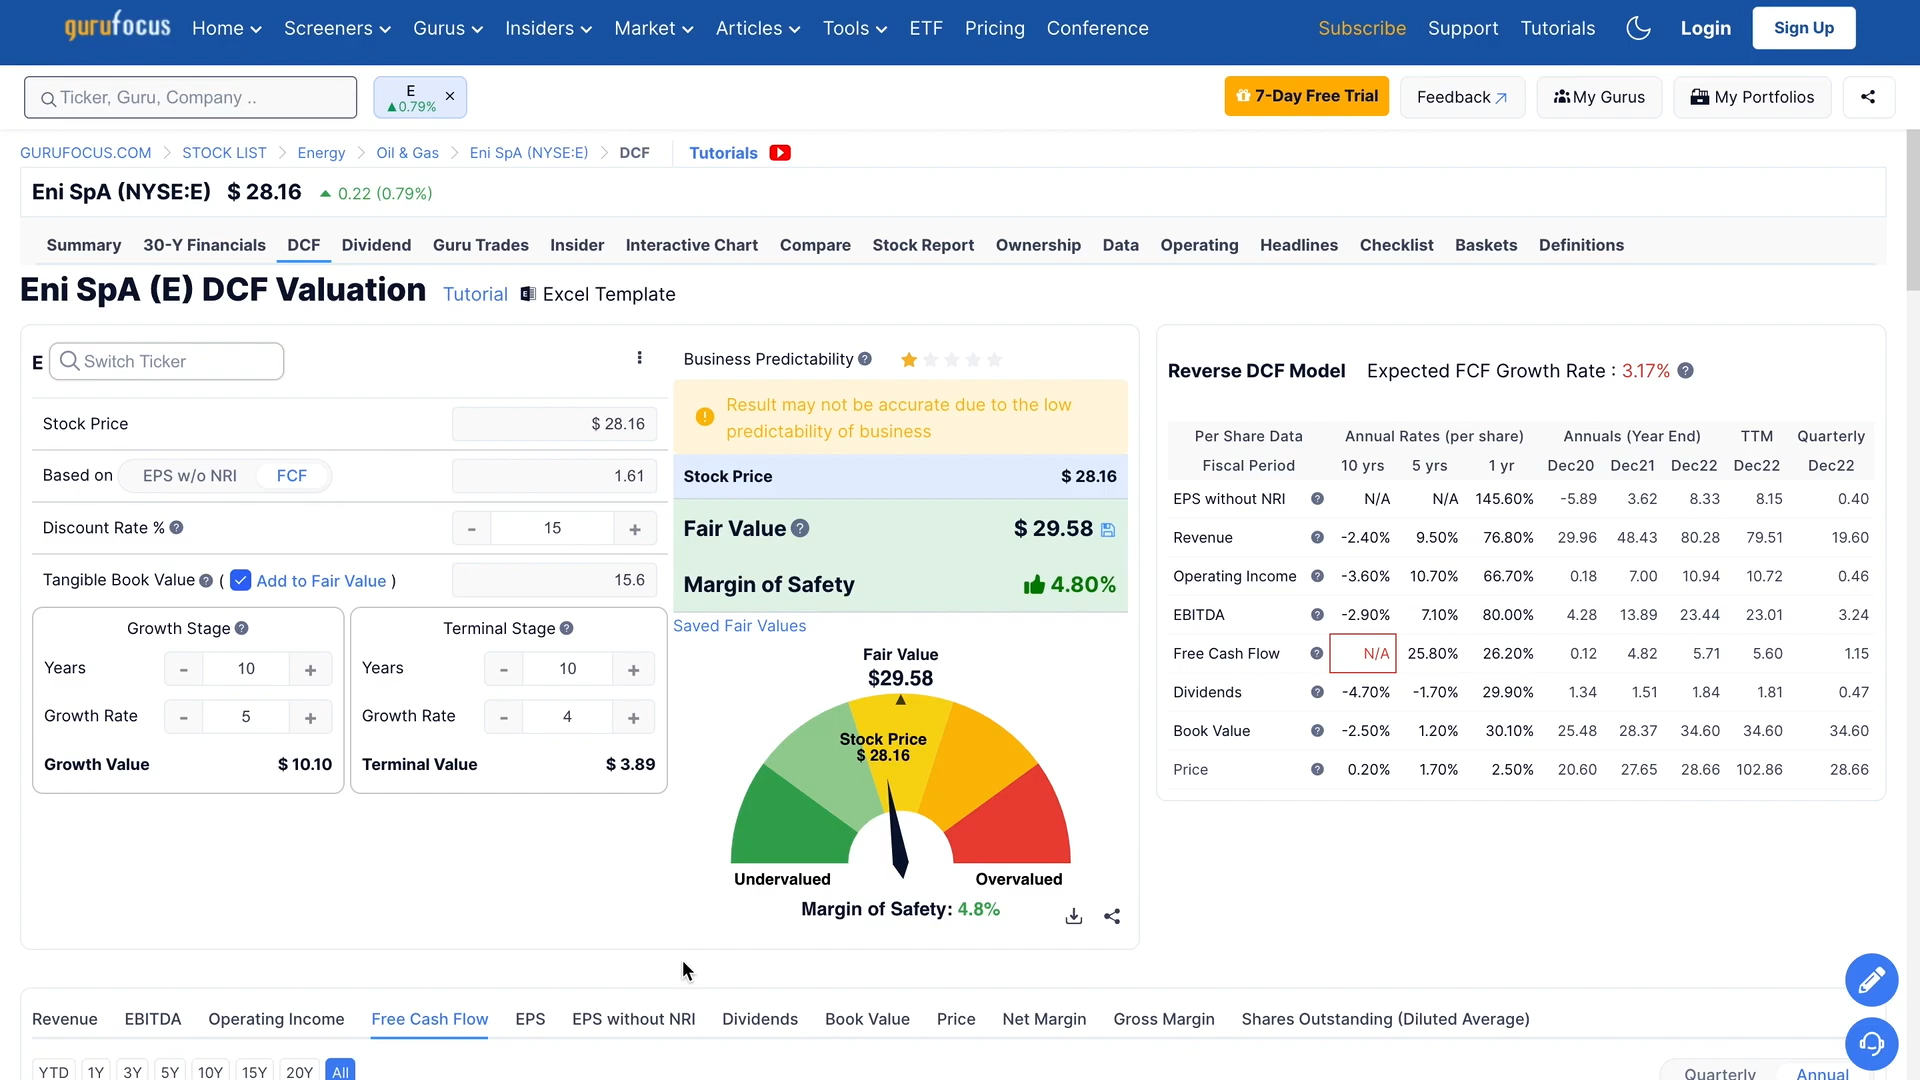 gurufocus Home Screeners Gurus Insiders Market Articles Tools ETF Pricing Conference Subscribe Support Tutorials Login Sign Up
Ticker, Guru, Company ..
E
0.79%
7-Day Free Trial Feedback My Gurus My Portfolios
GURUFOCUS.COM STOCK LIST Energy Oil & Gas Eni SpA (NYSE:E) DCF Tutorials
Eni SpA (NYSE:E) $ 28.16 0.22 (0.79%)
Summary 30-Y Financials DCF Dividend Guru Trades Insider Interactive Chart Compare Stock Report Ownership Data Operating Headlines Checklist Baskets Definitions
Eni SpA (E) DCF Valuation Tutorial Excel Template
E Switch Ticker
Stock Price $ 28.16
Based on EPS w/o NRI FCF 1.61
Discount Rate % - 15 +
Tangible Book Value ( Add to Fair Value ) 15.6
Growth Stage
Years - 10 +
Growth Rate - 5 +
Growth Value $ 10.10
Terminal Stage
Years - 10 +
Growth Rate - 4 +
Terminal Value $ 3.89
Business Predictability
Result may not be accurate due to the low
predictability of business
Stock Price $ 28.16
Fair Value $ 29.58
Margin of Safety 4.80%
Saved Fair Values
Fair Value
$29.58
Stock Price
$ 28.16
Undervalued Overvalued
Margin of Safety: 4.8%
Reverse DCF Model Expected FCF Growth Rate : 3.17%
Per Share Data Annual Rates (per share) Annuals (Year End) TTM Quarterly
Fiscal Period 10 yrs 5 yrs 1 yr Dec20 Dec21 Dec22 Dec22 Dec22
EPS without NRI N/A N/A 145.60% -5.89 3.62 8.33 8.15 0.40
Revenue -2.40% 9.50% 76.80% 29.96 48.43 80.28 79.51 19.60
Operating Income -3.60% 10.70% 66.70% 0.18 7.00 10.94 10.72 0.46
EBITDA -2.90% 7.10% 80.00% 4.28 13.89 23.44 23.01 3.24
Free Cash Flow N/A 25.80% 26.20% 0.12 4.82 5.71 5.60 1.15
Dividends -4.70% -1.70% 29.90% 1.34 1.51 1.84 1.81 0.47
Book Value -2.50% 1.20% 30.10% 25.48 28.37 34.60 34.60 34.60
Price 0.20% 1.70% 2.50% 20.60 27.65 28.66 102.86 28.66
Revenue EBITDA Operating Income Free Cash Flow EPS EPS without NRI Dividends Book Value Price Net Margin Gross Margin Shares Outstanding (Diluted Average)
YTD 1Y 3Y 5Y 10Y 15Y 20Y All Quarterly Annual